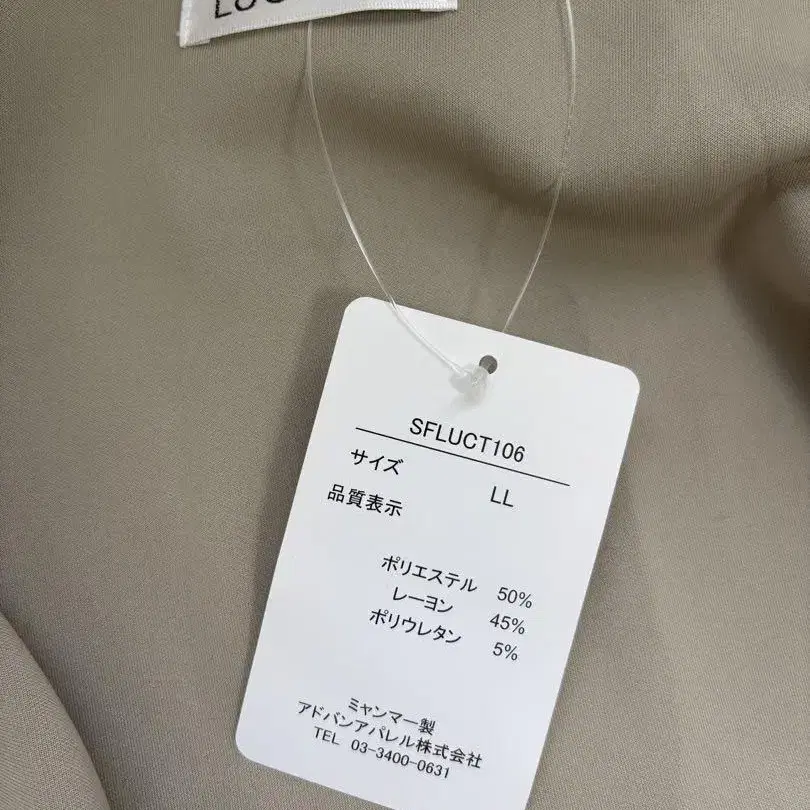 SFLUCT106
サイズ LL
品質表示
ポリエステル 50%
レーヨン 45%
ポリウレタン 5%
ミャンマー製
アドバンアパレル株式会社
TEL 03-3400-0631